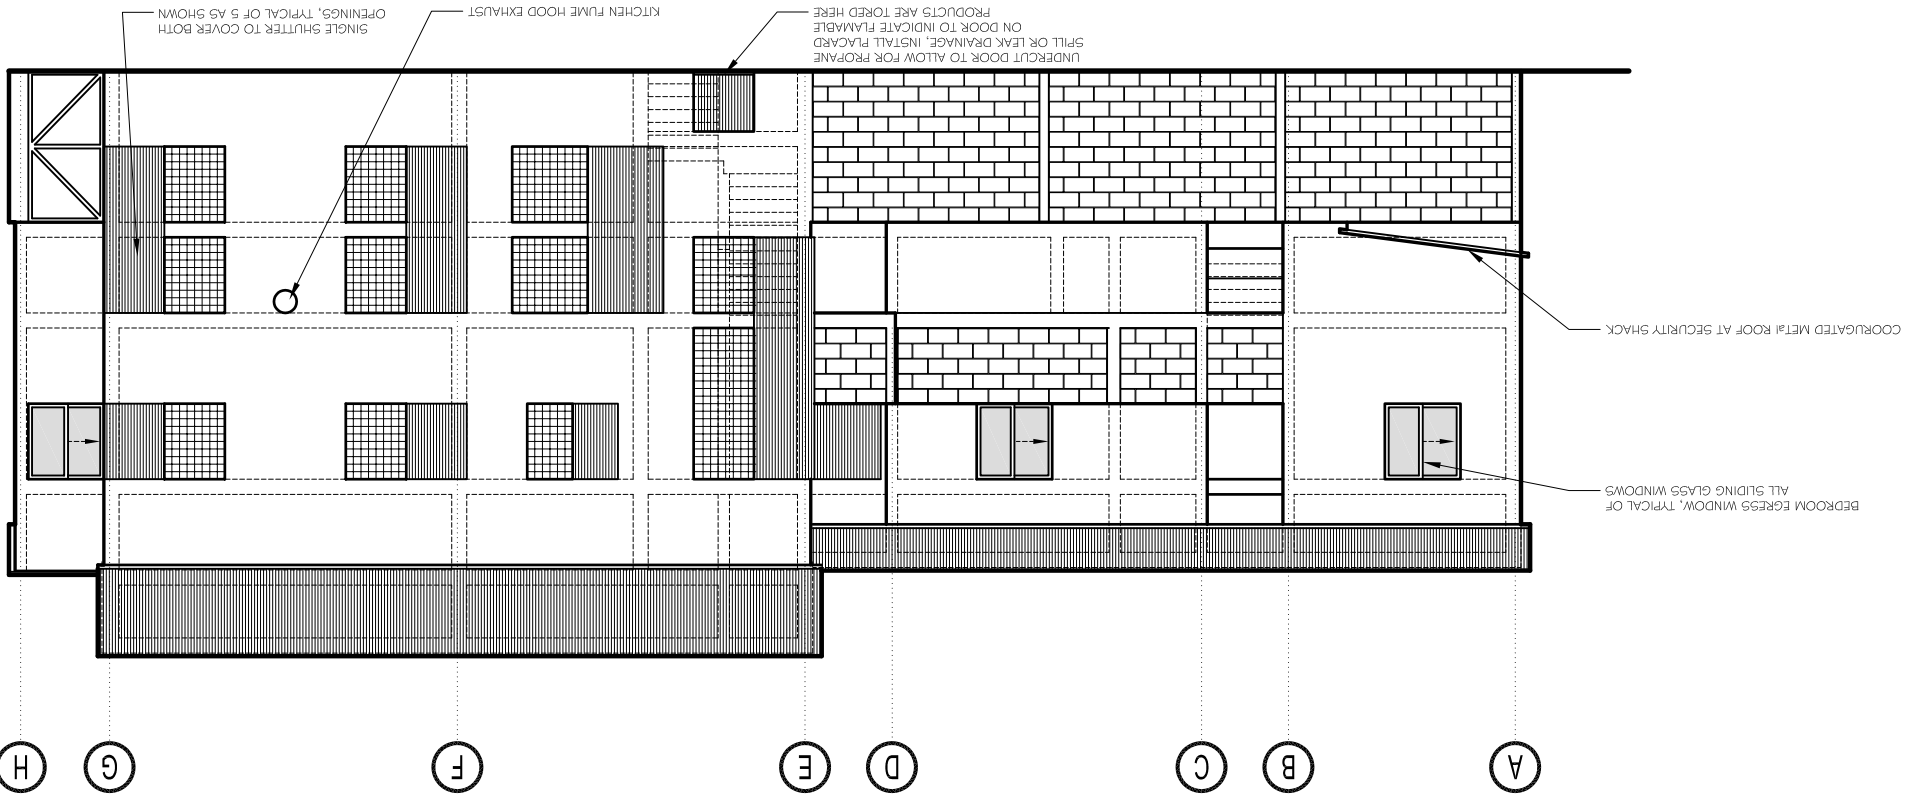 A
B
C
D
E
F
G
H
BEDROOM EGRESS WINDOW, TYPICAL OF
ALL SLIDING GLASS WINDOWS
COORUGATED METAl ROOF AT SECURITY SHACK
UNDERCUT DOOR TO ALLOW FOR PROPANE
SPILL OR LEAK DRAINAGE, INSTALL PLACARD
ON DOOR TO INDICATE FLAMABLE
PRODUCTS ARE TORED HERE
KITCHEN FUME HOOD EXHAUST
SINGLE SHUTTER TO COVER BOTH
OPENINGS, TYPICAL OF 5 AS SHOWN